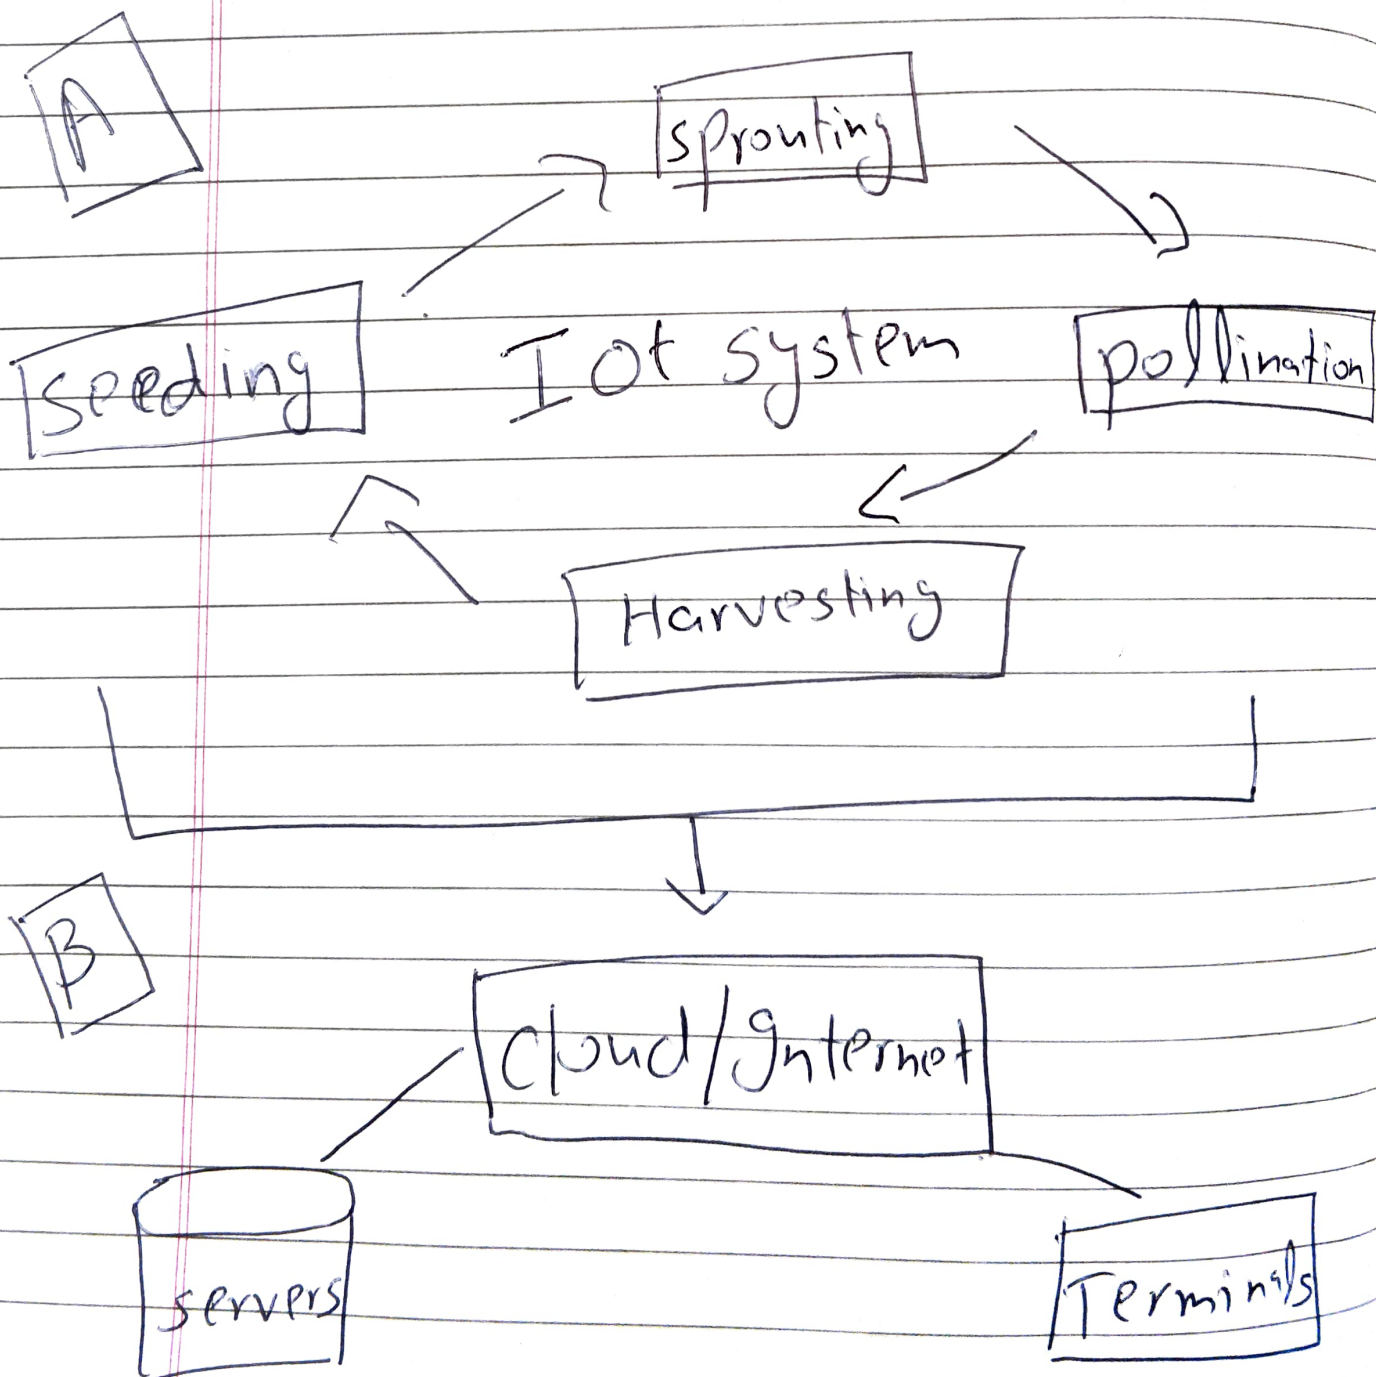 A
sprouting
seeding
IOt system
pollination
Harvesting
B
Cloud/Internet
servers
Terminals